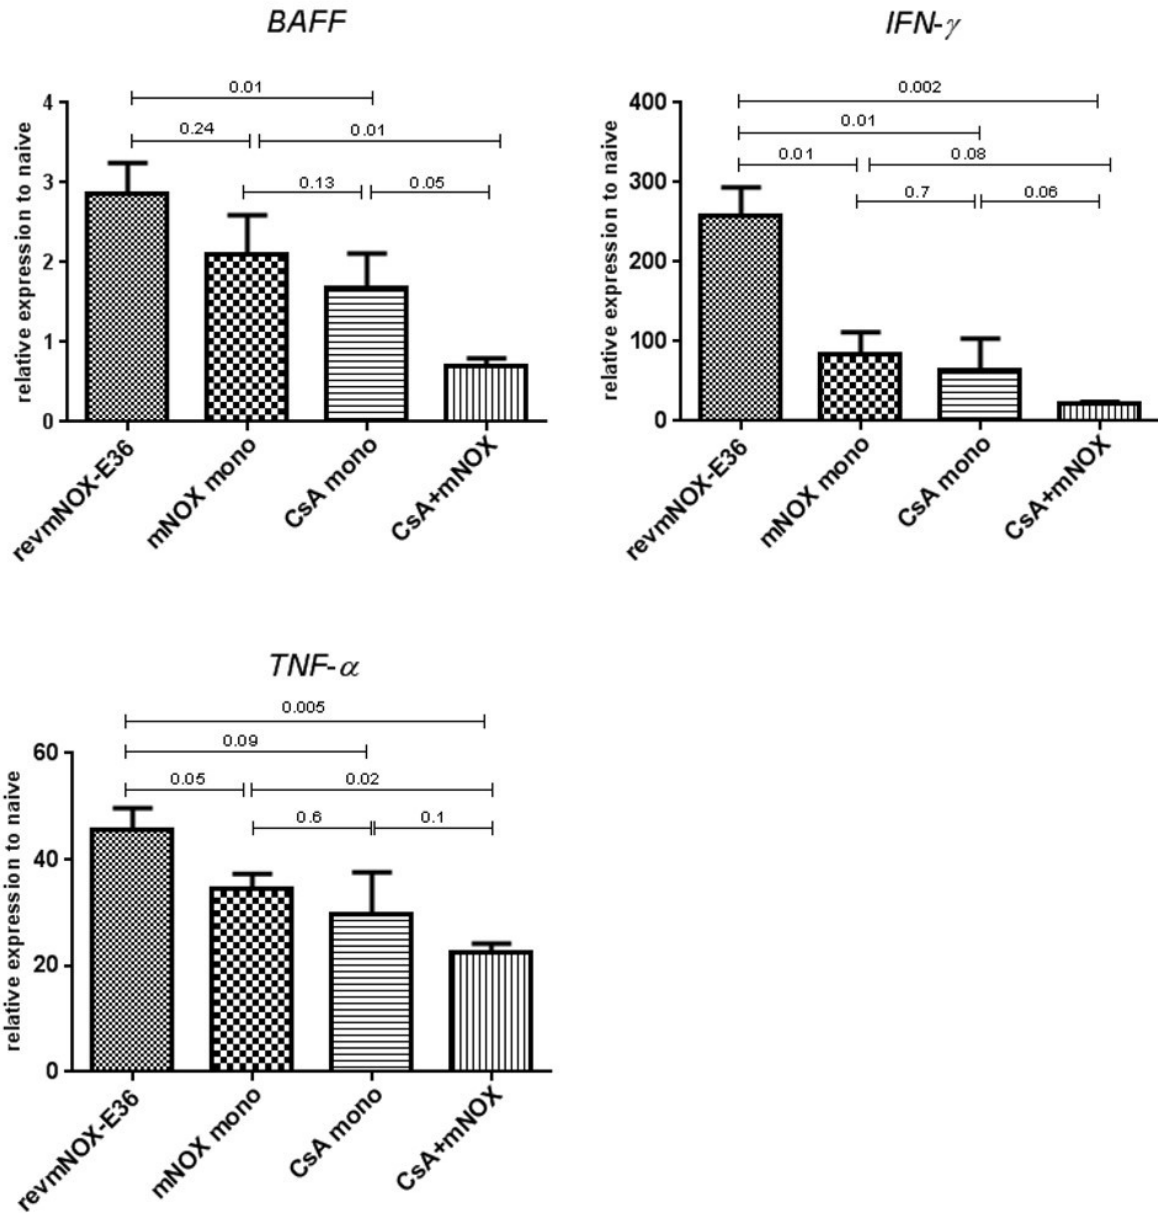 BAFF
relative expression to naive
4
3
2
1
0
0.01
0.24
0.01
0.13
0.05
revmNOX-E36
mNOX mono
CsA mono
CsA+mNOX
IFN-γ
relative expression to naive
400
300
200
100
0
0.002
0.01
0.01
0.08
0.7
0.06
revmNOX-E36
mNOX mono
CsA mono
CsA+mNOX
TNF-α
relative expression to naive
60
40
20
0
0.005
0.09
0.05
0.02
0.6
0.1
revmNOX-E36
mNOX mono
CsA mono
CsA+mNOX